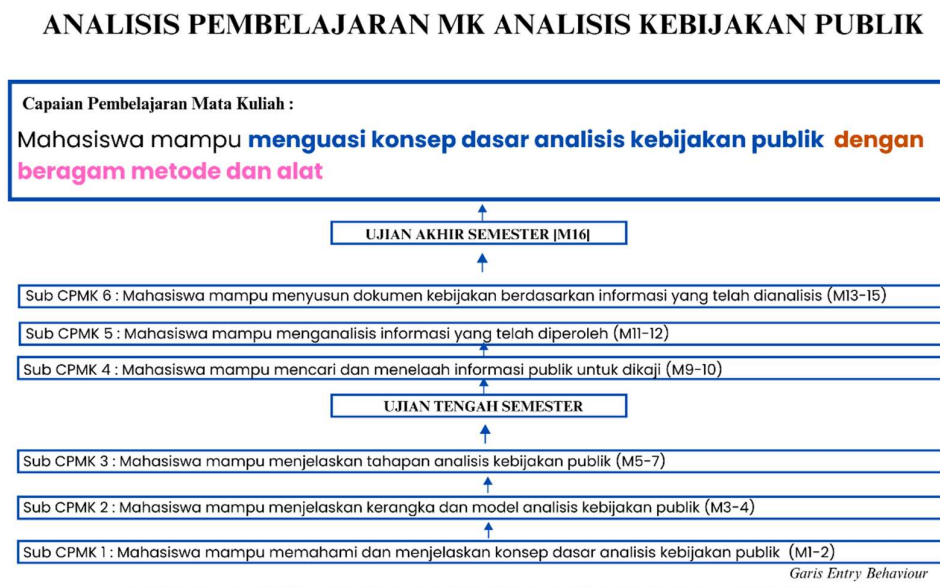 ANALISIS PEMBELAJARAN MK ANALISIS KEBIJAKAN PUBLIK
Capaian Pembelajaran Mata Kuliah :
Mahasiswa mampu menguasi konsep dasar analisis kebijakan publik dengan
beragam metode dan alat
UJIAN AKHIR SEMESTER [M16]
Sub CPMK 6 : Mahasiswa mampu menyusun dokumen kebijakan berdasarkan informasi yang telah dianalisis (M13-15)
Sub CPMK 5 : Mahasiswa mampu menganalisis informasi yang telah diperoleh (M11-12)
Sub CPMK 4 : Mahasiswa mampu mencari dan menelaah informasi publik untuk dikaji (M9-10)
UJIAN TENGAH SEMESTER
Sub CPMK 3 : Mahasiswa mampu menjelaskan tahapan analisis kebijakan publik (M5-7)
Sub CPMK 2 : Mahasiswa mampu menjelaskan kerangka dan model analisis kebijakan publik (M3-4)
Sub CPMK 1 : Mahasiswa mampu memahami dan menjelaskan konsep dasar analisis kebijakan publik (M1-2)
Garis Entry Behaviour